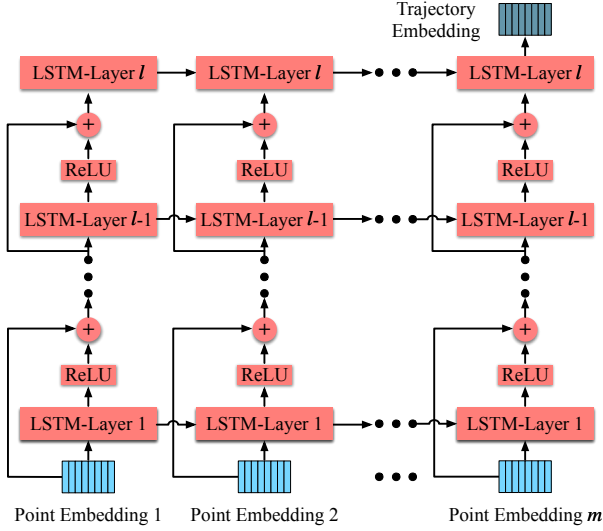 Trajectory
Embedding
LSTM-Layer l
LSTM-Layer l
LSTM-Layer l
+
+
+
ReLU
ReLU
ReLU
LSTM-Layer l-1
LSTM-Layer l-1
LSTM-Layer l-1
+
+
+
ReLU
ReLU
ReLU
LSTM-Layer 1
LSTM-Layer 1
LSTM-Layer 1
Point Embedding 1
Point Embedding 2
Point Embedding m